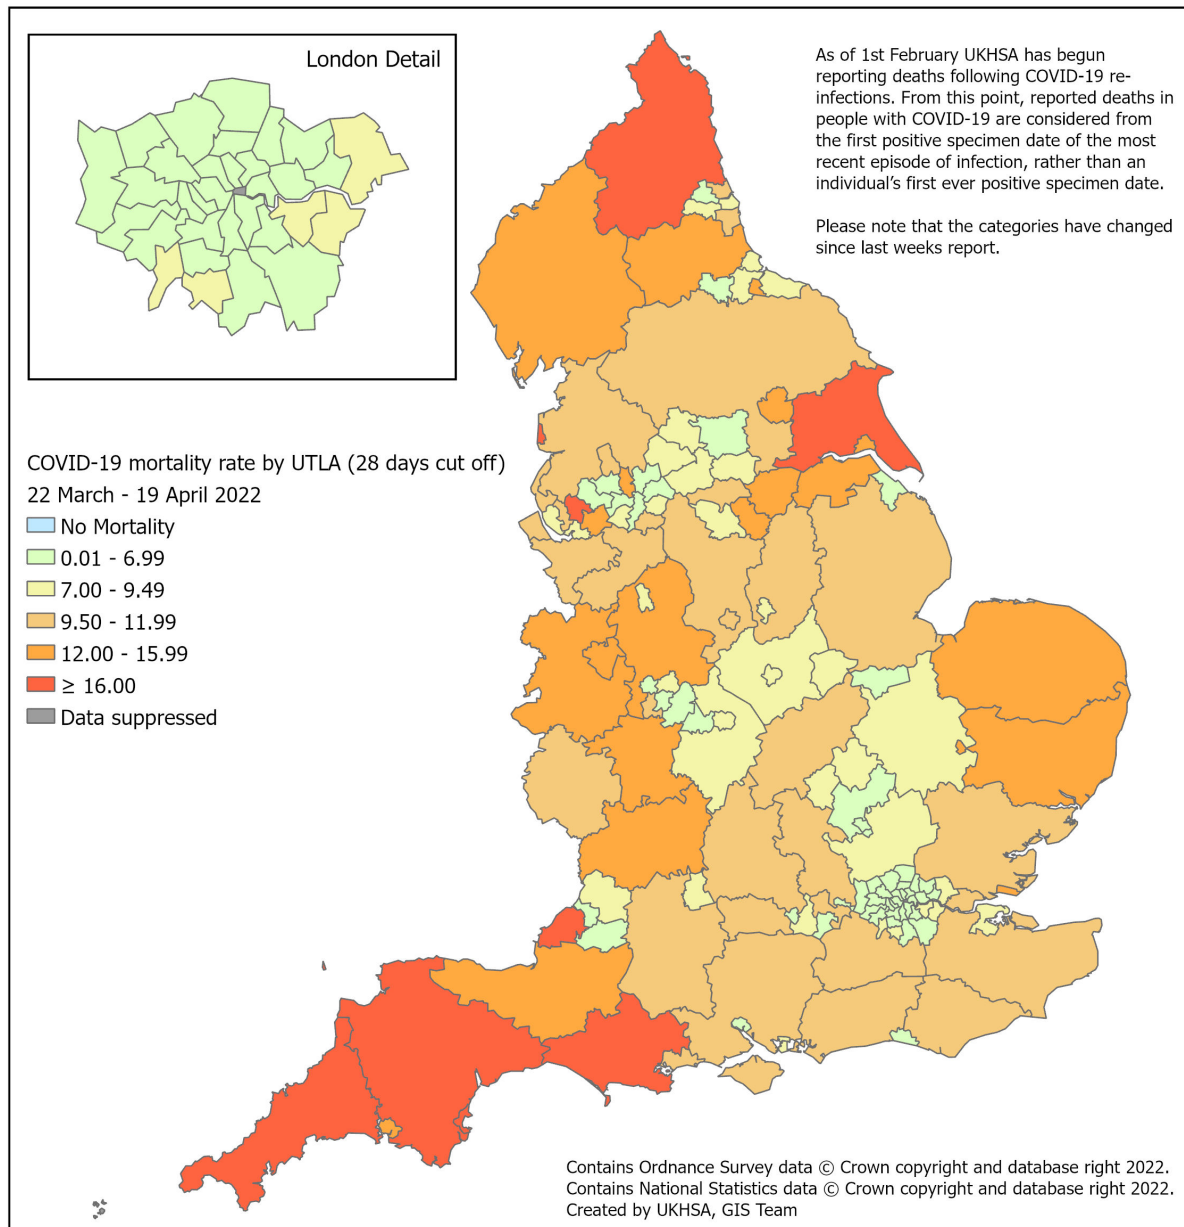 London Detail
As of 1st February UKHSA has begun
reporting deaths following COVID-19 re-
infections. From this point, reported deaths in
people with COVID-19 are considered from
the first positive specimen date of the most
recent episode of infection, rather than an
individual's first ever positive specimen date.
Please note that the categories have changed
since last weeks report.
COVID-19 mortality rate by UTLA (28 days cut off)
22 March - 19 April 2022
No Mortality
0.01 - 6.99
7.00 - 9.49
9.50 - 11.99
12.00 - 15.99
≥ 16.00
Data suppressed
Contains Ordnance Survey data © Crown copyright and database right 2022.
Contains National Statistics data © Crown copyright and database right 2022.
Created by UKHSA, GIS Team